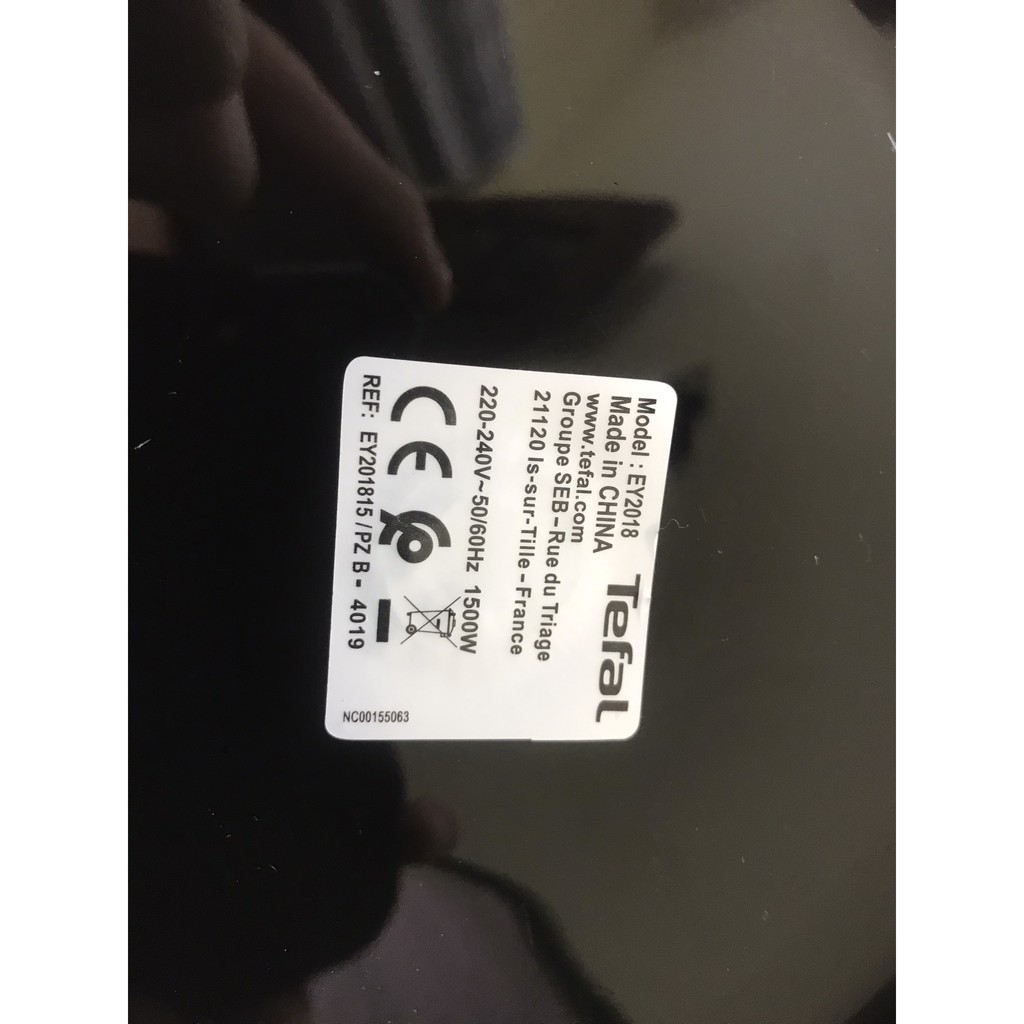 Model : EY2018
Made in CHINA
www.tefal.com
Tefal
Groupe SEB – Rue du Triage
21120 Is-sur-Tille – France
220-240V~50/60Hz 1500W
CE
REF: EY201815 / PZ B - 4019
NC00155063